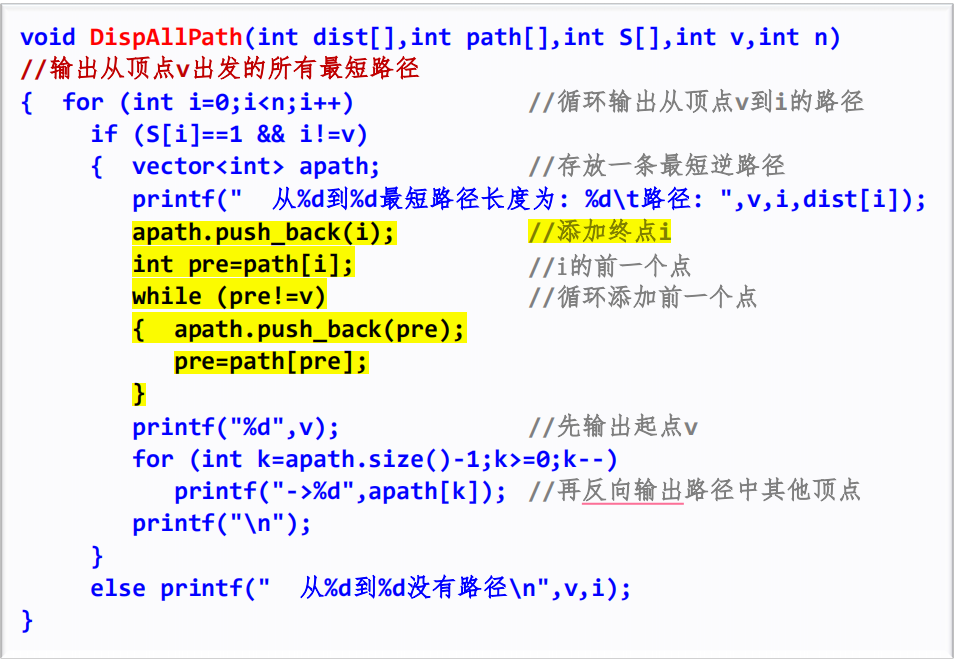 void DispAllPath(int dist[],int path[],int S[],int v,int n)
//输出从顶点v出发的所有最短路径
{  for (int i=0;i<n;i++)            //循环输出从顶点v到i的路径
     if (S[i]==1 && i!=v)
     {  vector<int> apath;          //存放一条最短逆路径
        printf("  从%d到%d最短路径长度为: %d\t路径: ",v,i,dist[i]);
        apath.push_back(i);         //添加终点i
        int pre=path[i];            //i的前一个点
        while (pre!=v)              //循环添加前一个点
        {  apath.push_back(pre);
           pre=path[pre];
        }
        printf("%d",v);             //先输出起点v
        for (int k=apath.size()-1;k>=0;k--)
           printf("->%d",apath[k]); //再反向输出路径中其他顶点
        printf("\n");
     }
     else printf("  从%d到%d没有路径\n",v,i);
}